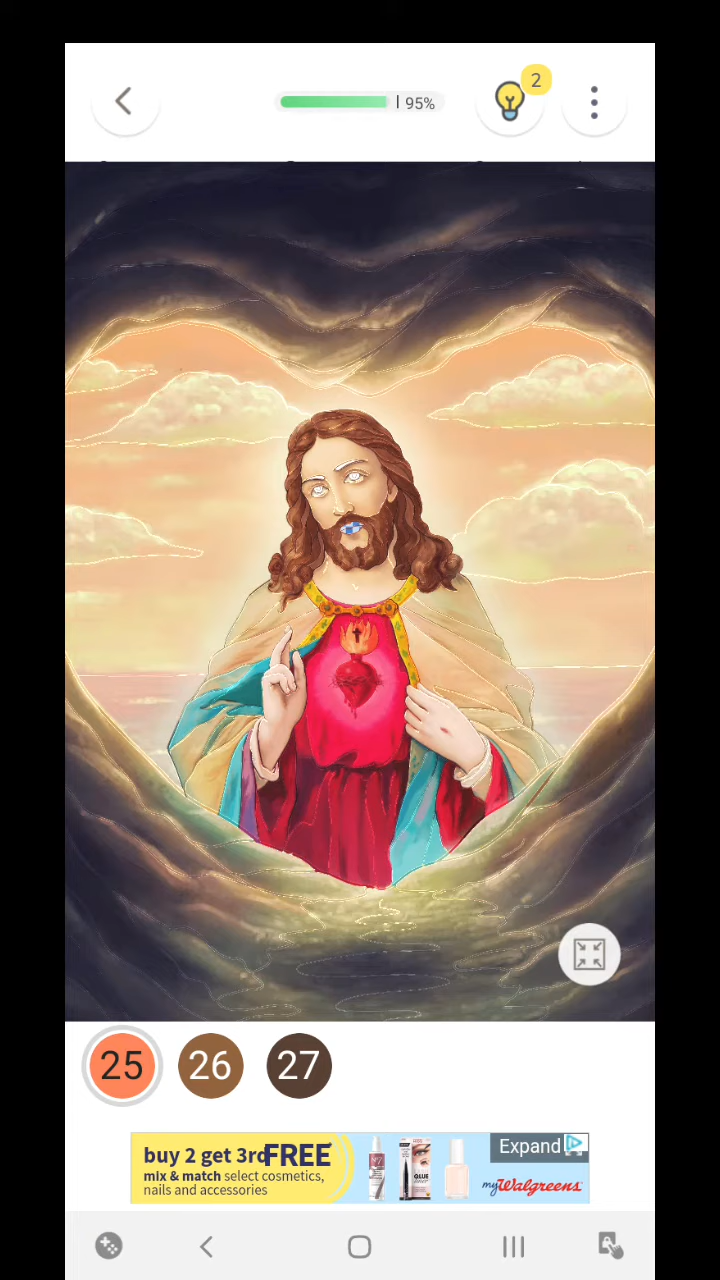 2
95%
25 26 27
buy 2 get 3rd FREE
mix & match select cosmetics,
nails and accessories
Expand
myWalgreens